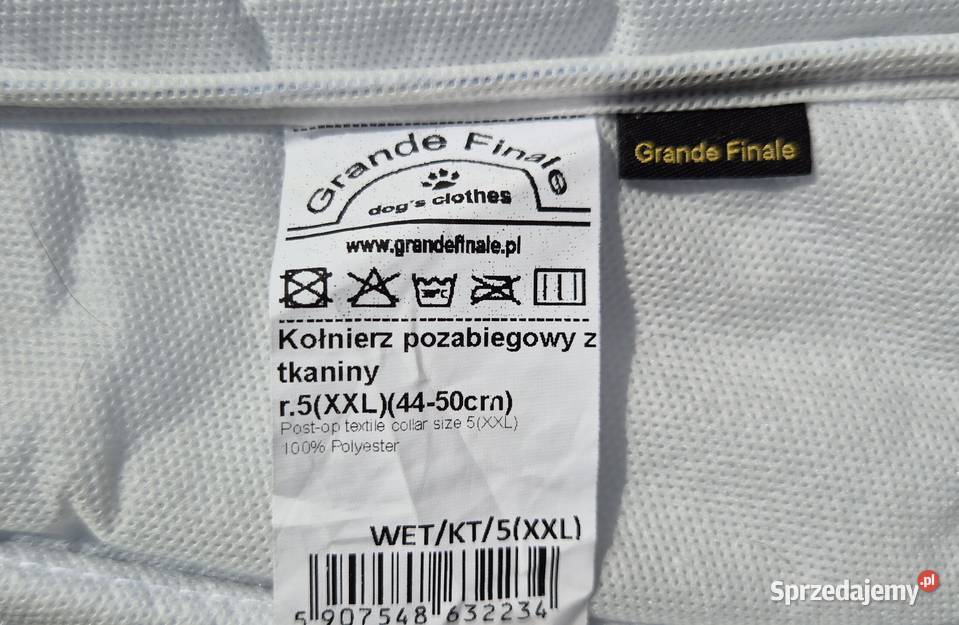 Grande Finale
dog's clothes
www.grandefinale.pl
Grande Finale
Kołnierz pozabiegowy z
tkaniny
r.5(XXL)(44-50cm)
Post-op textile collar size 5(XXL)
100% Polyester
WET/KT/5(XXL)
5 907548 632234
Sprzedajemy.pl